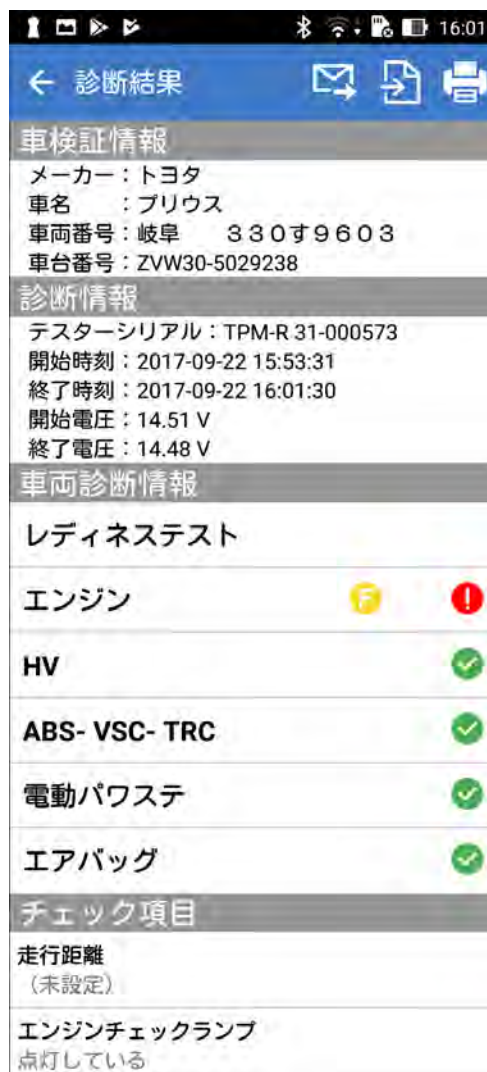 16:01
診断結果
車検証情報
メーカー：トヨタ
車名　：プリウス
車両番号：岐阜　３３０す９６０３
車台番号：ZVW30-5029238
診断情報
テスターシリアル：TPM-R 31-000573
開始時刻：2017-09-22 15:53:31
終了時刻：2017-09-22 16:01:30
開始電圧：14.51 V
終了電圧：14.48 V
車両診断情報
レディネステスト
エンジン F !
HV
ABS- VSC- TRC
電動パワステ
エアバッグ
チェック項目
走行距離
（未設定）
エンジンチェックランプ
点灯している